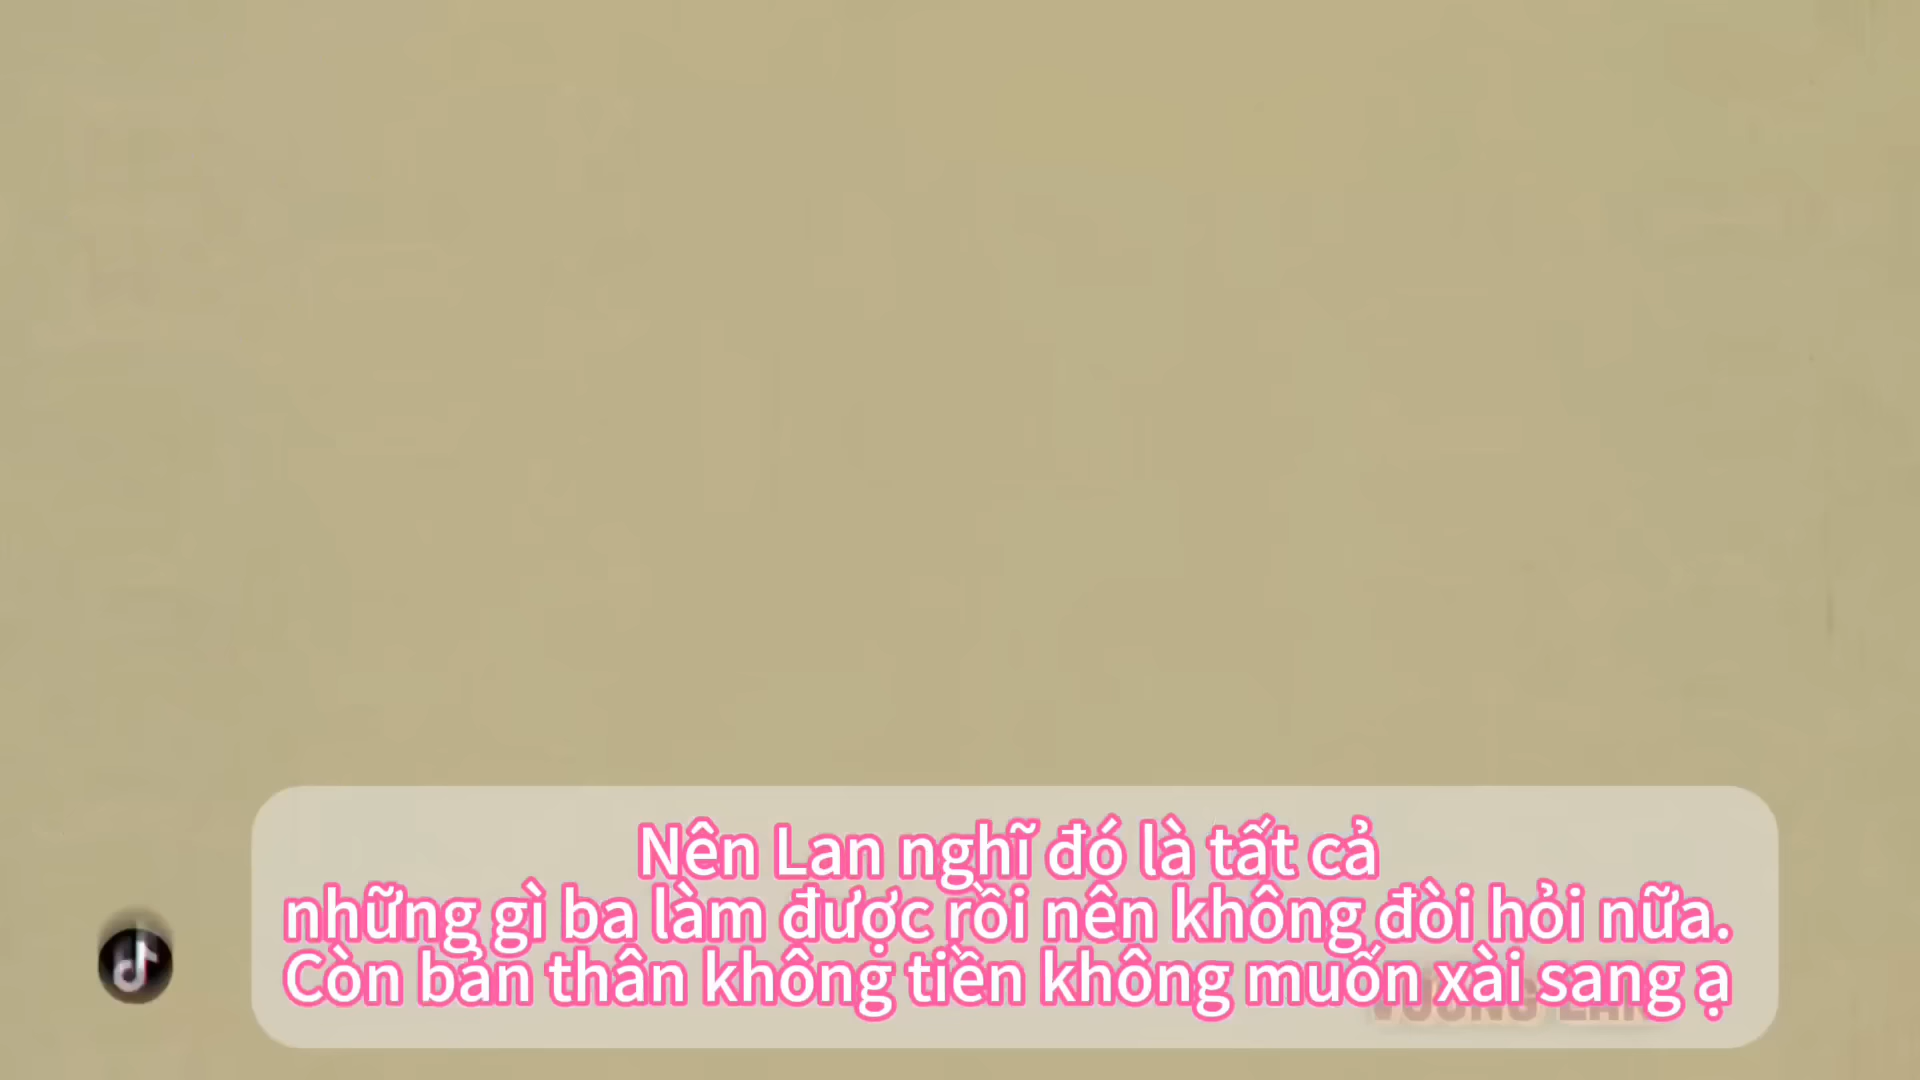 Nên Lan nghĩ đó là tất cả
những gì ba làm được rồi nên không đòi hỏi nữa.
Còn bản thân không tiền không muốn xài sang ạ